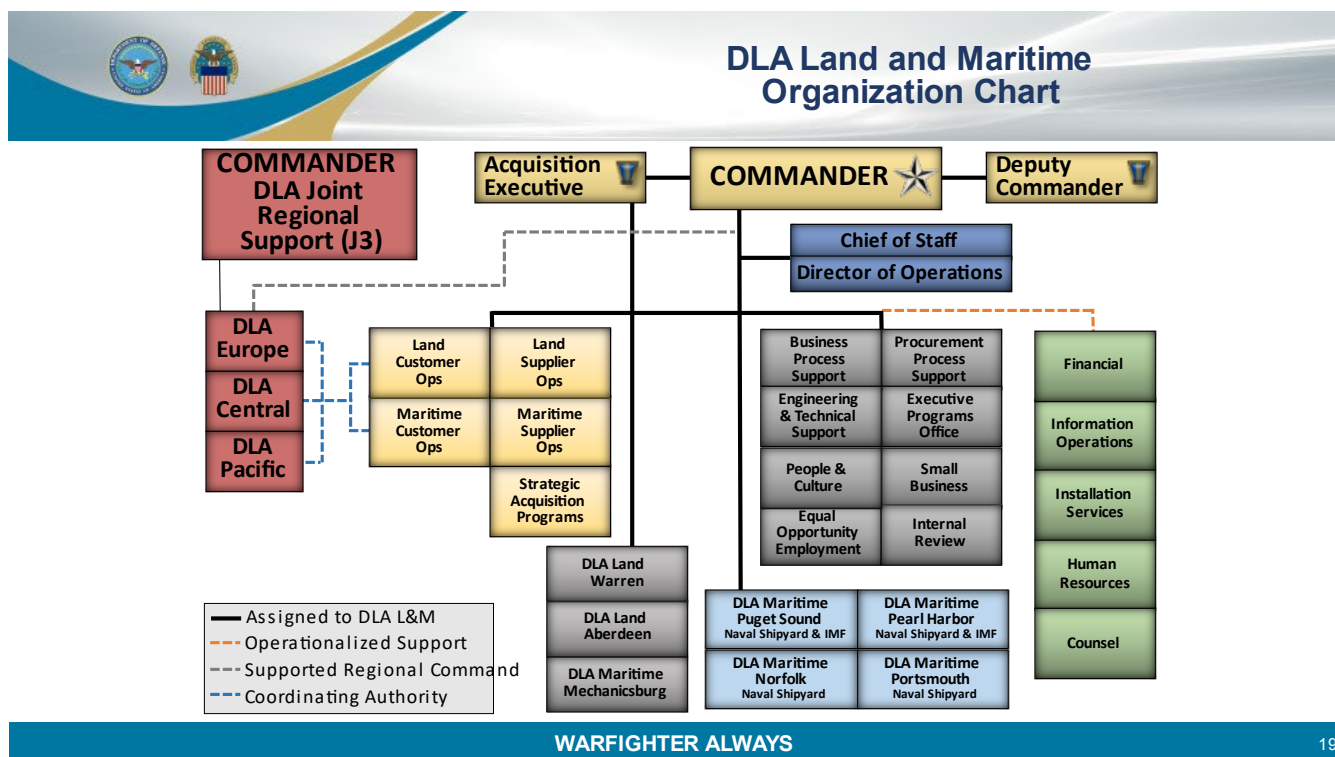 DLA Land and Maritime
Organization Chart
COMMANDER
DLA Joint
Regional
Support (J3)
Acquisition
Executive
COMMANDER
Deputy
Commander
Chief of Staff
Director of Operations
DLA
Europe
DLA
Central
DLA
Pacific
Land
Customer
Ops
Land
Supplier
Ops
Maritime
Customer
Ops
Maritime
Supplier
Ops
Strategic
Acquisition
Programs
Business
Process
Support
Procurement
Process
Support
Engineering
& Technical
Support
Executive
Programs
Office
People &
Culture
Small
Business
Equal
Opportunity
Employment
Internal
Review
Financial
Information
Operations
Installation
Services
Human
Resources
Counsel
DLA Land
Warren
DLA Land
Aberdeen
DLA Maritime
Mechanicsburg
DLA Maritime
Puget Sound
Naval Shipyard & IMF
DLA Maritime
Pearl Harbor
Naval Shipyard & IMF
DLA Maritime
Norfolk
Naval Shipyard
DLA Maritime
Portsmouth
Naval Shipyard
Assigned to DLA L&M
Operationalized Support
Supported Regional Command
Coordinating Authority
WARFIGHTER ALWAYS
19